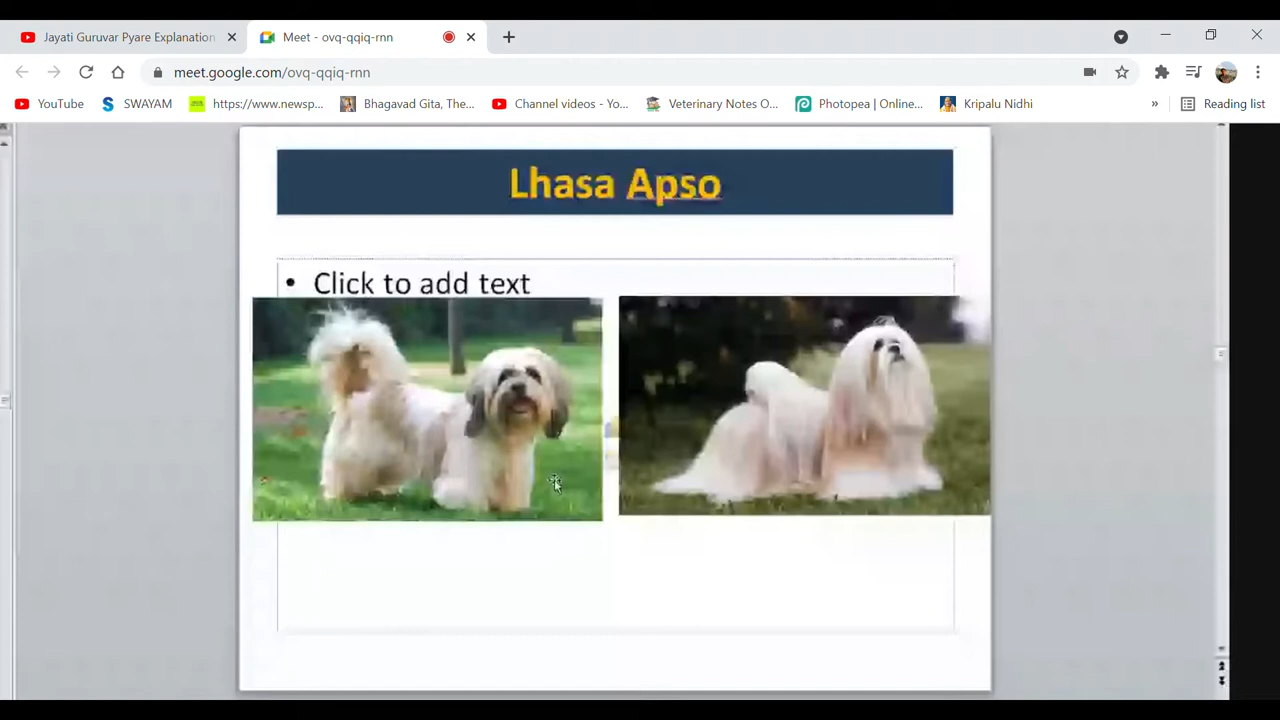 Jayati Guruvar Pyare Explanation
Meet - ovq-qqiq-rnn
meet.google.com/ovq-qqiq-rnn
YouTube
SWAYAM
https://www.newsp...
Bhagavad Gita, The...
Channel videos - Yo...
Veterinary Notes O...
Photopea | Online...
Kripalu Nidhi
»
Reading list
Lhasa Apso
• Click to add text